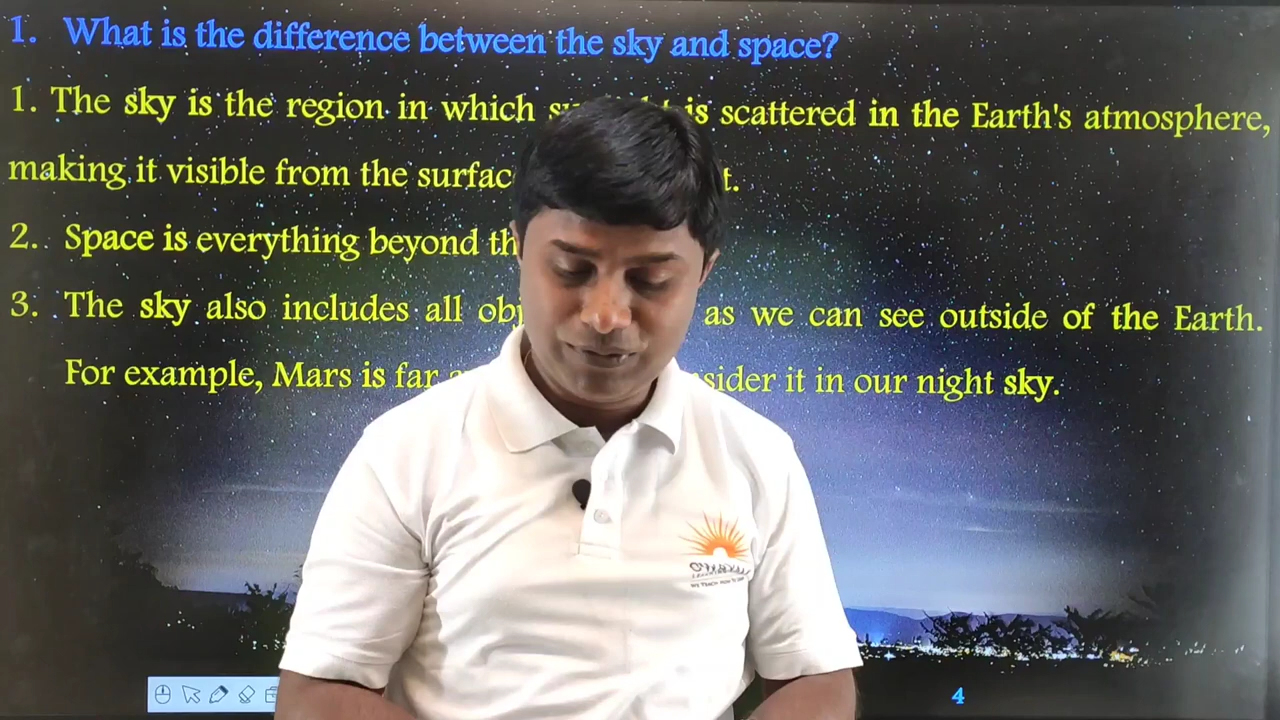 1. What is the difference between the sky and space?
1. The sky is the region in which is scattered in the Earth's atmosphere,
making it visible from the surfac t.
2. Space is everything beyond th
3. The sky also includes all obj as we can see outside of the Earth.
For example, Mars is far sider it in our night sky.
4